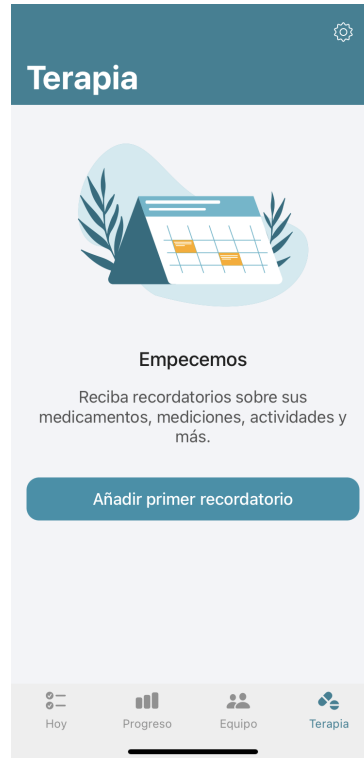 Terapia
Empecemos
Reciba recordatorios sobre sus
medicamentos, mediciones, actividades y
más.
Añadir primer recordatorio
Hoy
Progreso
Equipo
Terapia